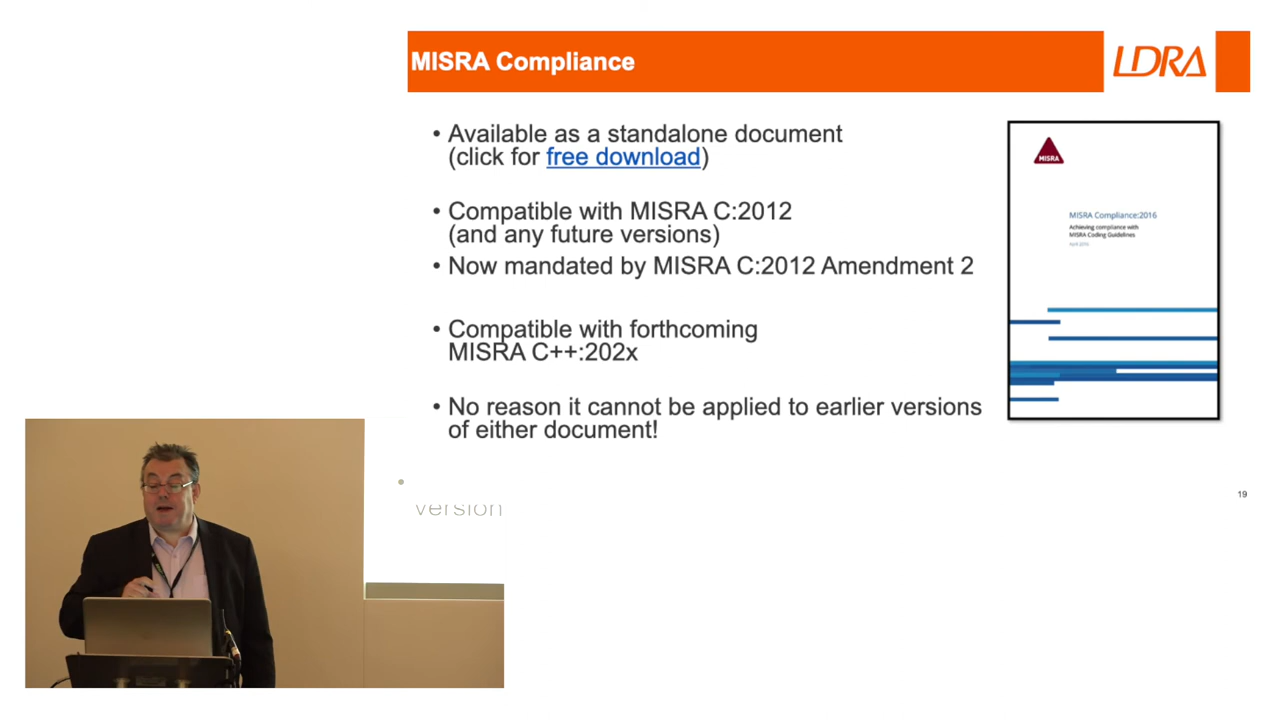 MISRA Compliance
LDRA
• Available as a standalone document
(click for free download)
• Compatible with MISRA C:2012
(and any future versions)
• Now mandated by MISRA C:2012 Amendment 2
• Compatible with forthcoming
MISRA C++:202x
• No reason it cannot be applied to earlier versions
of either document!
MISRA
MISRA Compliance:2016
Achieving compliance with
MISRA Coding Guidelines
April 2016
•
version
19